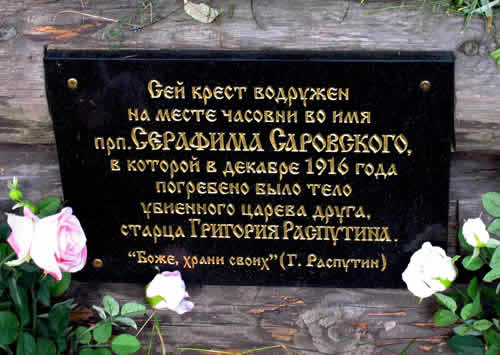 Сей крест водружен
на месте часовни во имя
прп. Серафима Саровского,
в которой в декабре 1916 года
погребено было тело
убиенного царева друга,
старца Григория Распутина.
"Боже, храни своих" (Г. Распутин)